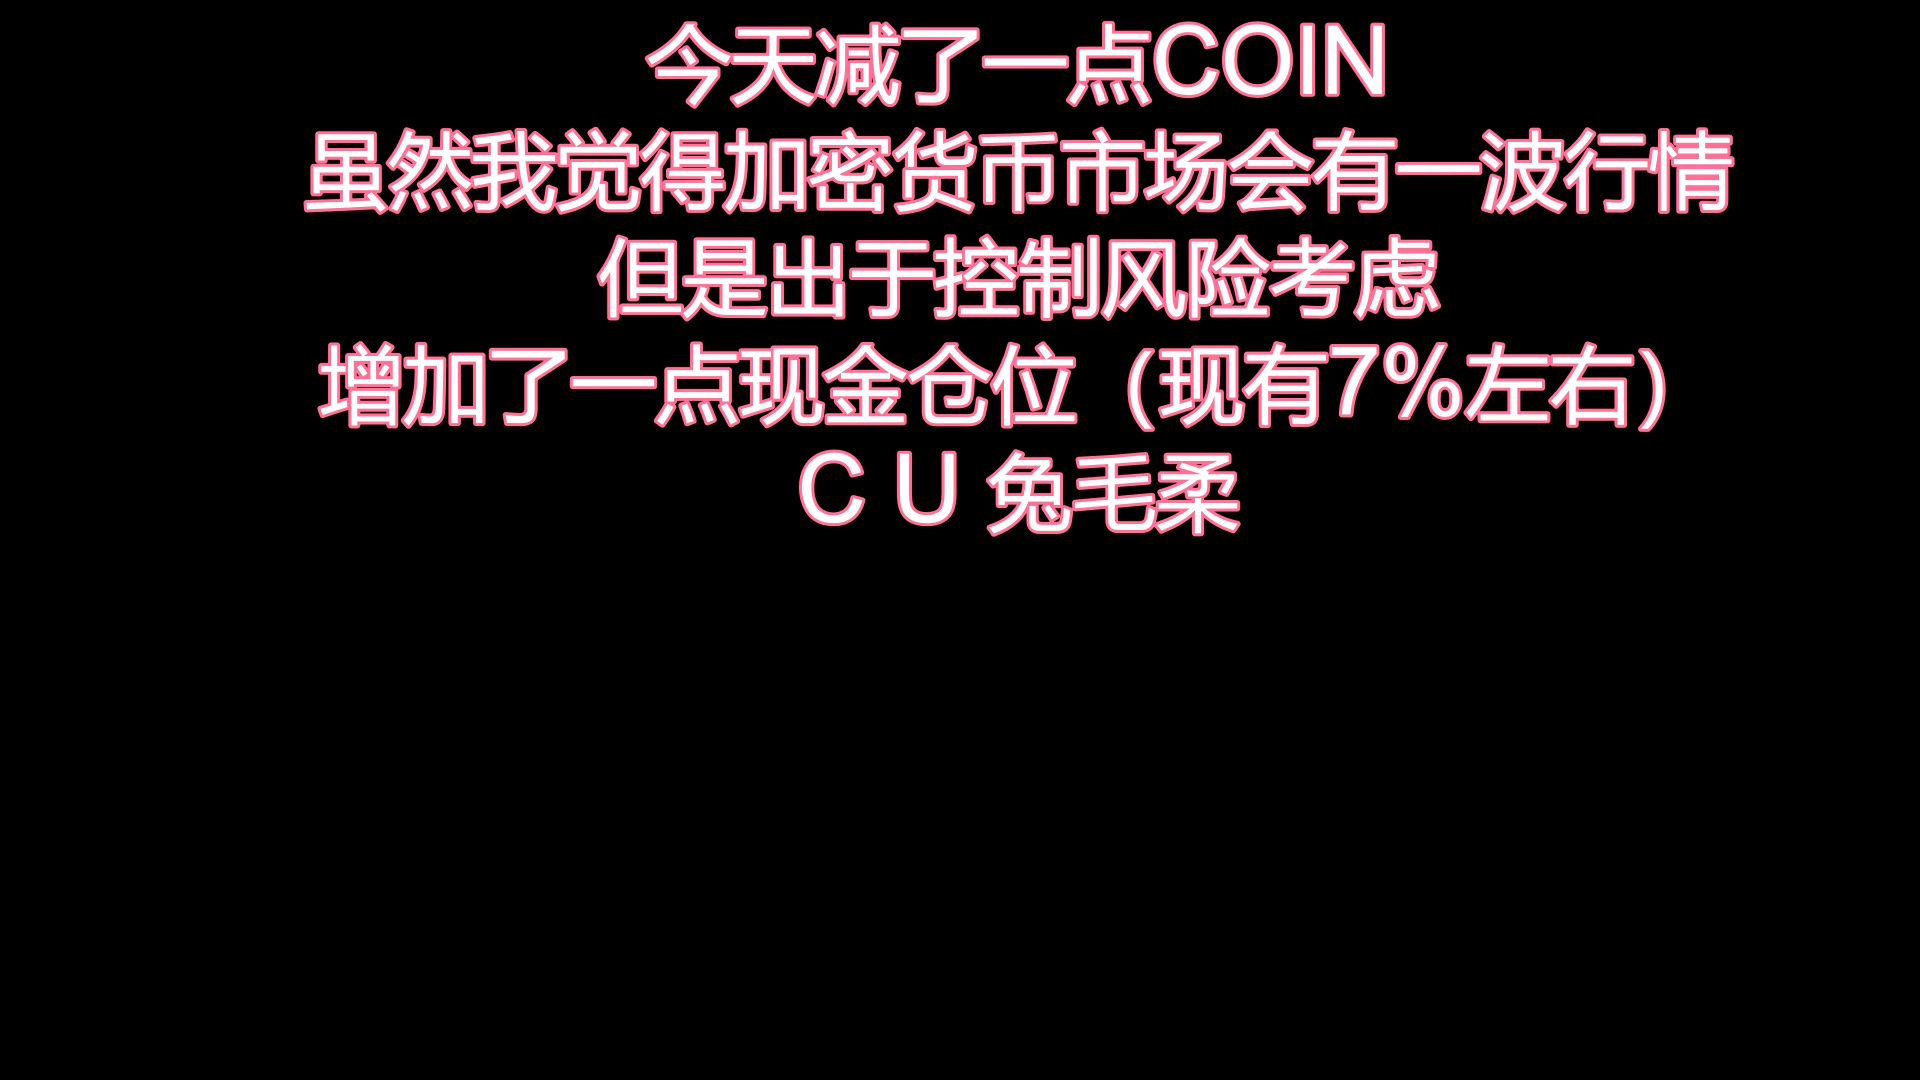 今天减了一点COIN
虽然我觉得加密货币市场会有一波行情
但是出于控制风险考虑
增加了一点现金仓位（现有7%左右）
C U 兔毛柔